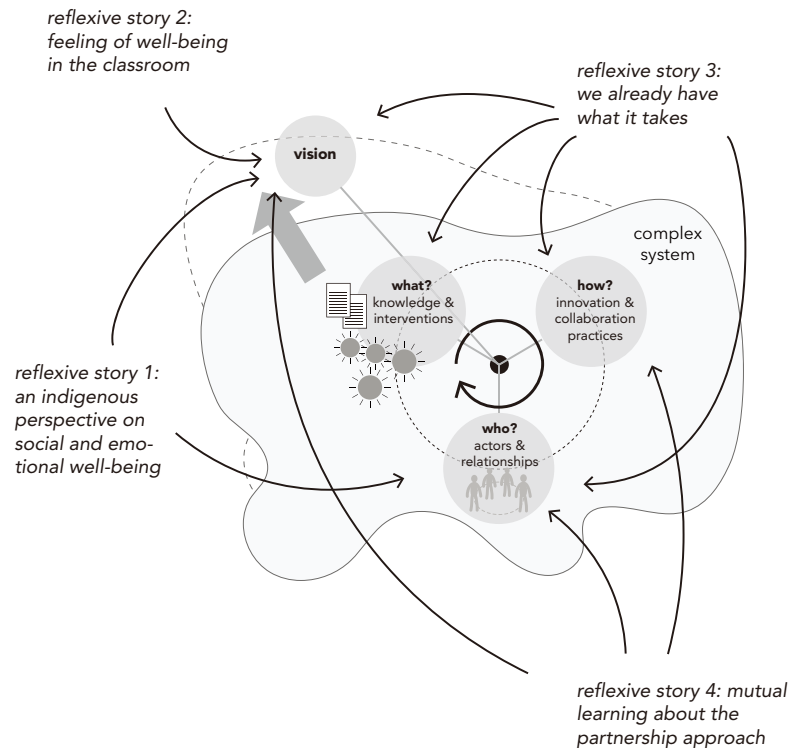 reflexive story 2:
feeling of well-being
in the classroom
reflexive story 3:
we already have
what it takes
vision
complex
system
what?
knowledge &
interventions
how?
innovation &
collaboration
practices
reflexive story 1:
an indigenous
perspective on
social and emo-
tional well-being
who?
actors &
relationships
reflexive story 4: mutual
learning about the
partnership approach